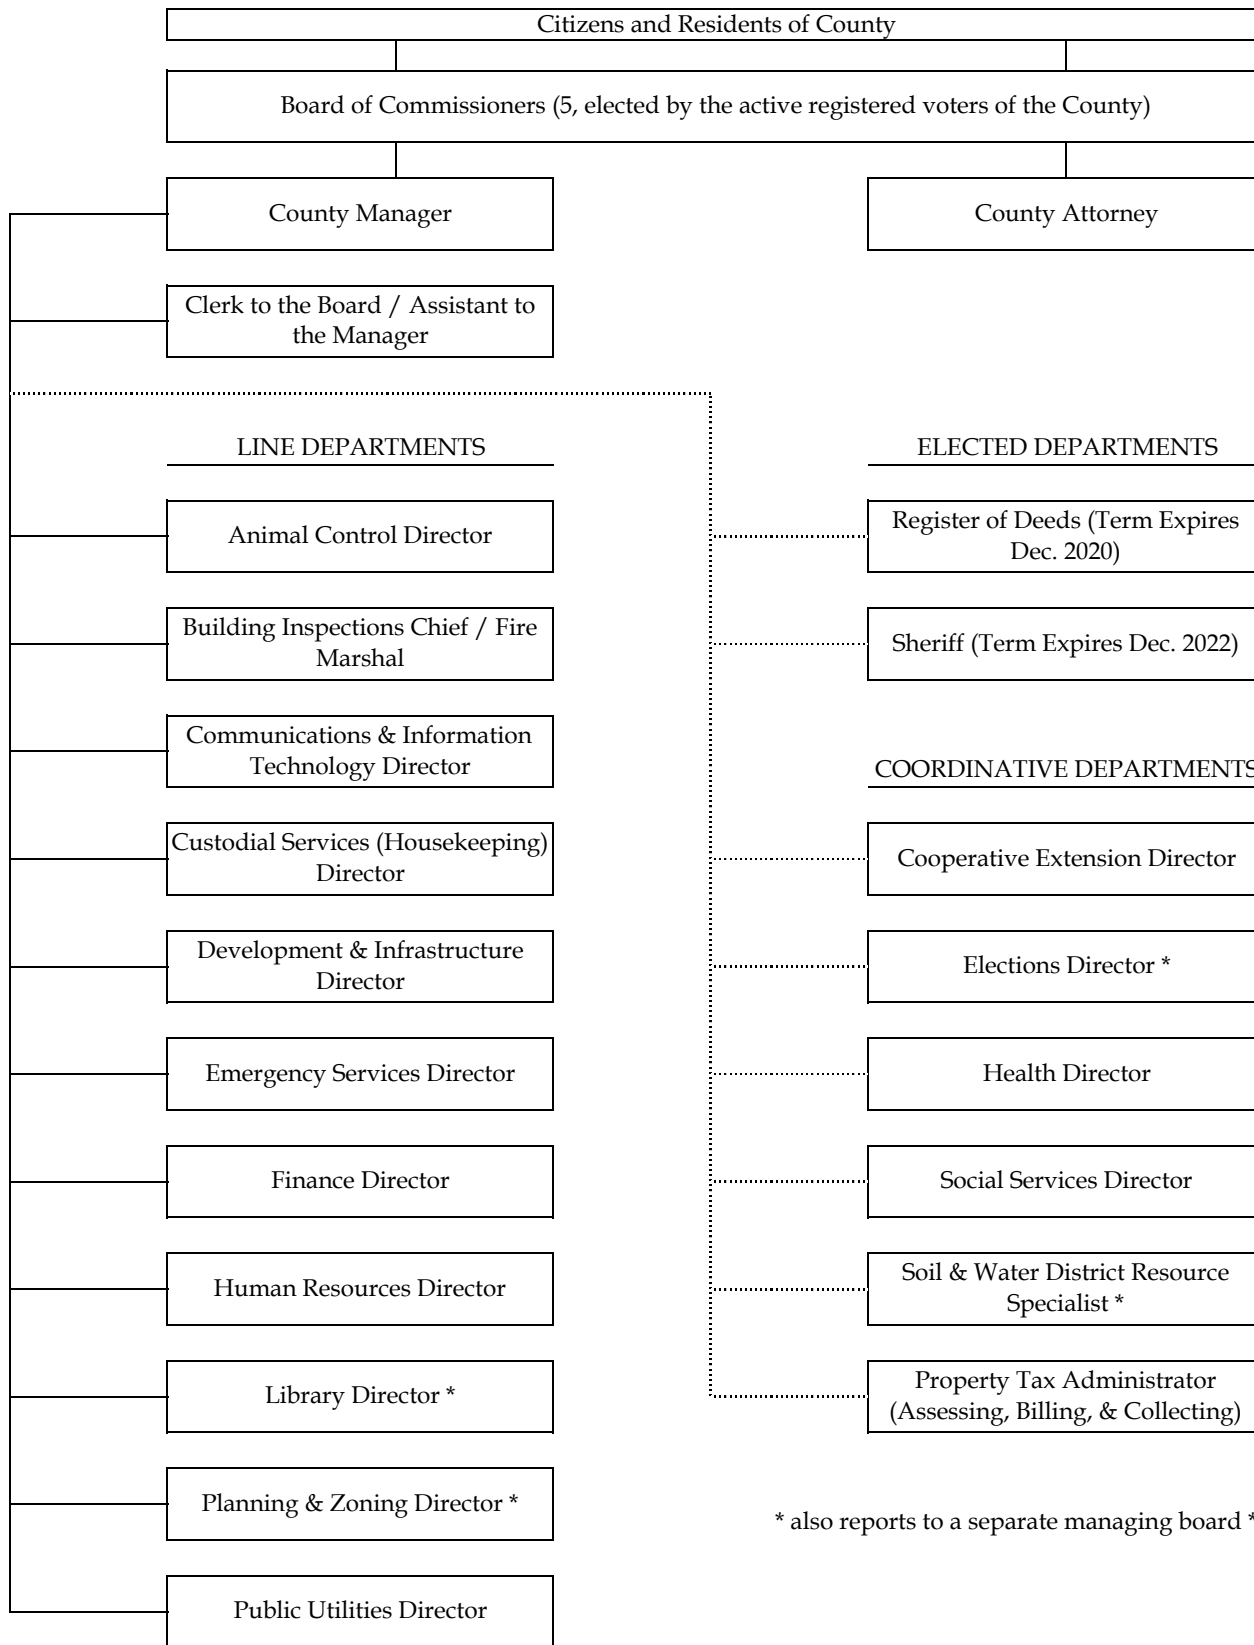 Citizens and Residents of County
Board of Commissioners (5, elected by the active registered voters of the County)
County Manager
County Attorney
Clerk to the Board / Assistant to
the Manager
LINE DEPARTMENTS
Animal Control Director
Building Inspections Chief / Fire
Marshal
Communications & Information
Technology Director
Custodial Services (Housekeeping)
Director
Development & Infrastructure
Director
Emergency Services Director
Finance Director
Human Resources Director
Library Director *
Planning & Zoning Director *
Public Utilities Director
ELECTED DEPARTMENTS
Register of Deeds (Term Expires
Dec. 2020)
Sheriff (Term Expires Dec. 2022)
COORDINATIVE DEPARTMENTS
Cooperative Extension Director
Elections Director *
Health Director
Social Services Director
Soil & Water District Resource
Specialist *
Property Tax Administrator
(Assessing, Billing, & Collecting)
* also reports to a separate managing board *